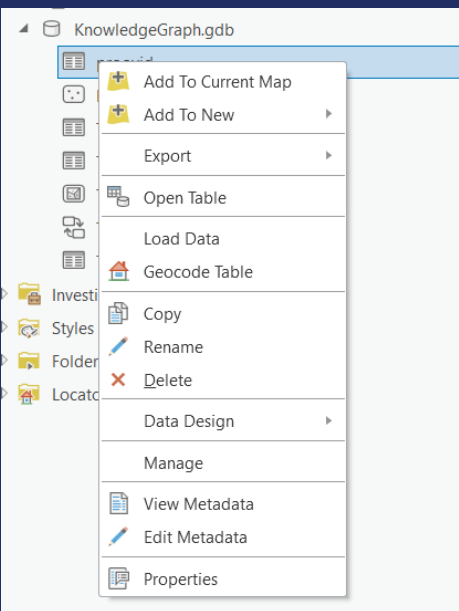 KnowledgeGraph.gdb
Add To Current Map
Add To New
Export
Open Table
Load Data
Geocode Table
Investi
Copy
Styles
Rename
Folder
Delete
Locato
Data Design
Manage
View Metadata
Edit Metadata
Properties